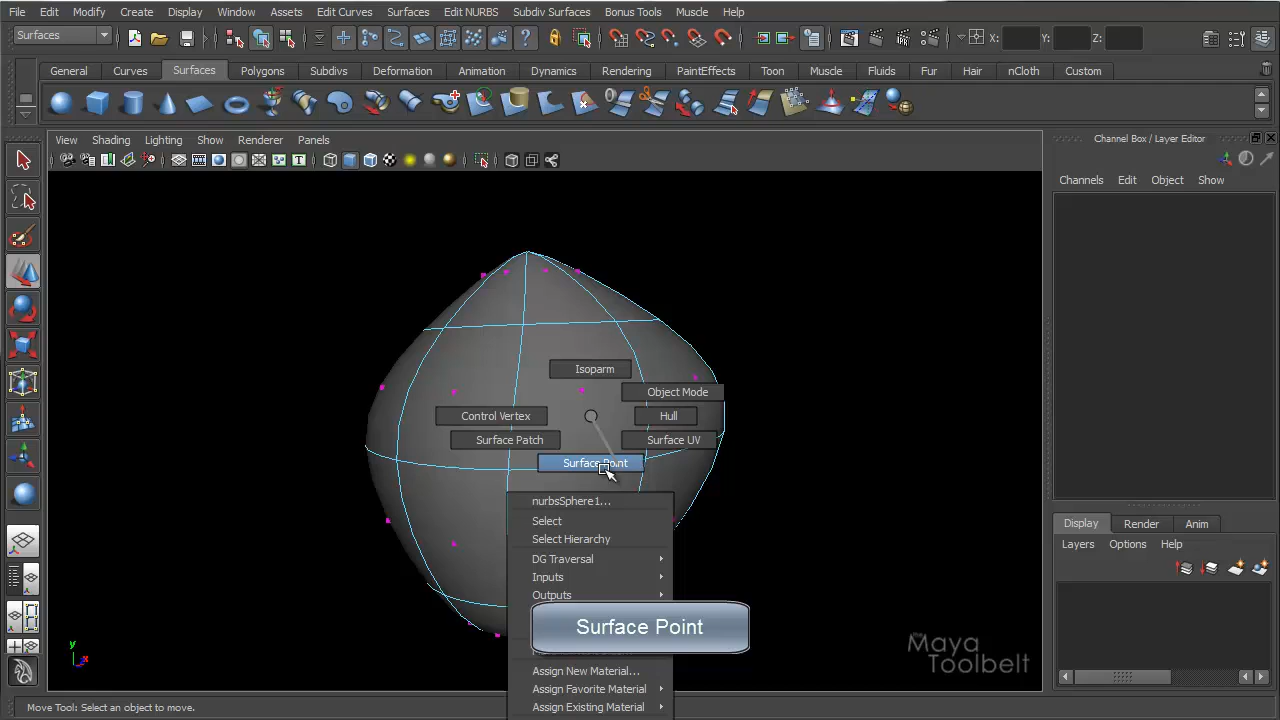 File Edit Modify Create Display Window Assets Edit Curves Surfaces Edit NURBS Subdiv Surfaces Bonus Tools Muscle Help
Surfaces
X: Y: Z:
General Curves Surfaces Polygons Subdivs Deformation Animation Dynamics Rendering PaintEffects Toon Muscle Fluids Fur Hair nCloth Custom
View Shading Lighting Show Renderer Panels
Channel Box / Layer Editor
Channels Edit Object Show
Isoparm
Object Mode
Control Vertex
Hull
Surface Patch
Surface UV
Surface Point
nurbsSphere1...
Select
Select Hierarchy
DG Traversal
Inputs
Outputs
Surface Point
Assign New Material...
Assign Favorite Material
Assign Existing Material
Display Render Anim
Layers Options Help
the Maya Toolbelt
y
x
Move Tool: Select an object to move.